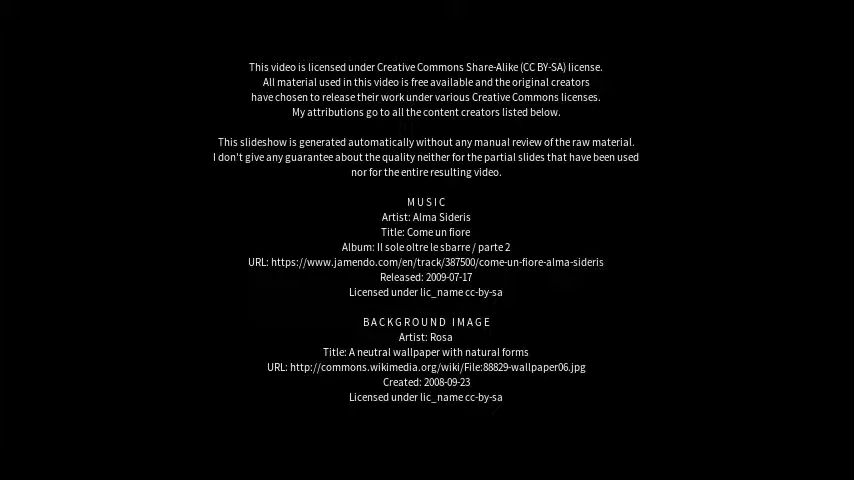 This video is licensed under Creative Commons Share-Alike (CC BY-SA) license.
All material used in this video is free available and the original creators
have chosen to release their work under various Creative Commons licenses.
My attributions go to all the content creators listed below.
This slideshow is generated automatically without any manual review of the raw material.
I don't give any guarantee about the quality neither for the partial slides that have been used
nor for the entire resulting video.
MUSIC
Artist: Alma Sideris
Title: Come un fiore
Album: Il sole oltre le sbarre / parte 2
URL: https://www.jamendo.com/en/track/387500/come-un-fiore-alma-sideris
Released: 2009-07-17
Licensed under lic_name cc-by-sa
BACKGROUND IMAGE
Artist: Rosa
Title: A neutral wallpaper with natural forms
URL: http://commons.wikimedia.org/wiki/File:88829-wallpaper06.jpg
Created: 2008-09-23
Licensed under lic_name cc-by-sa